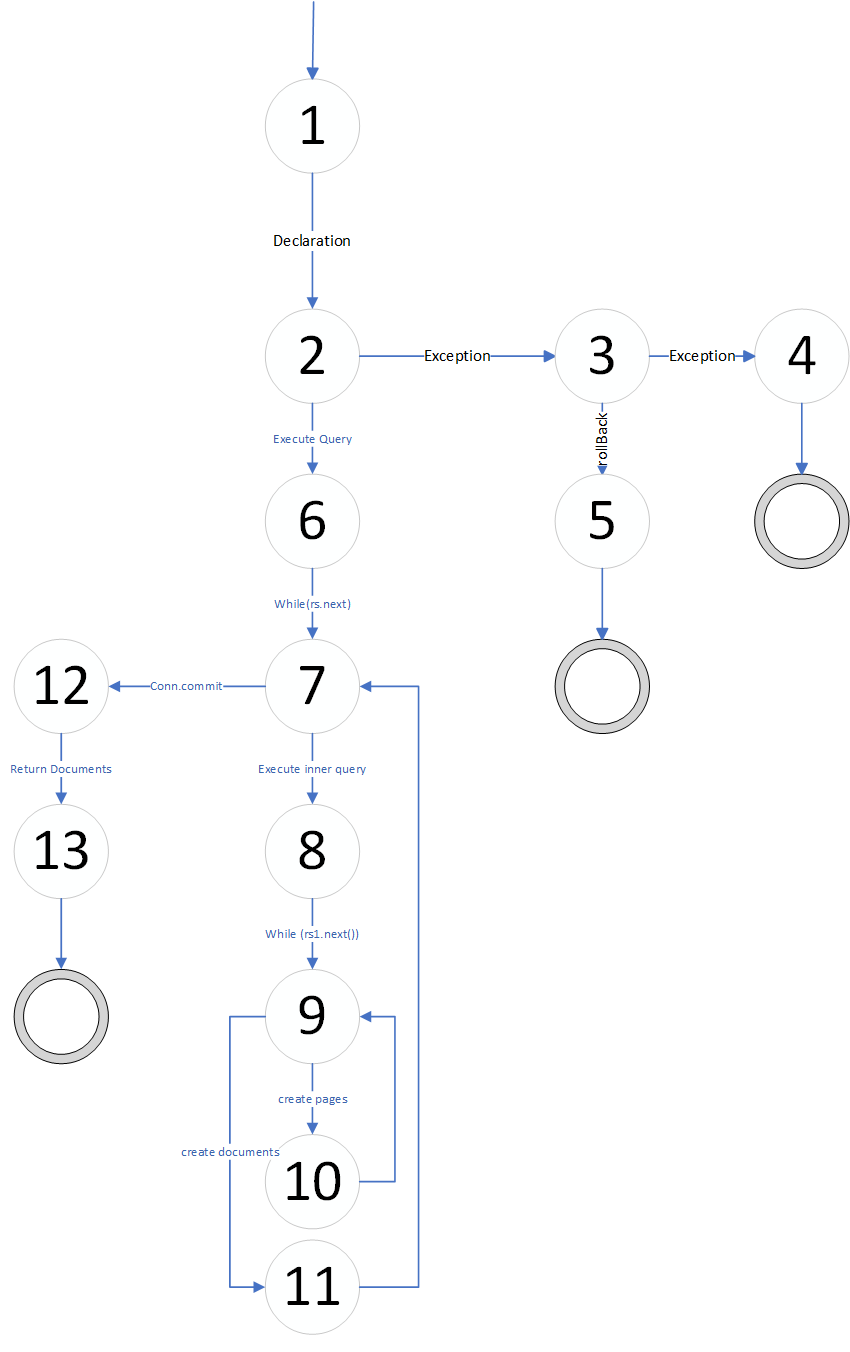 1
Declaration
2
Exception
3
Exception
4
Execute Query
rollBack
6
5
While(rs.next)
12
Conn.commit
7
Return Documents
Execute inner query
13
8
While (rs1.next())
9
create pages
create documents
10
11